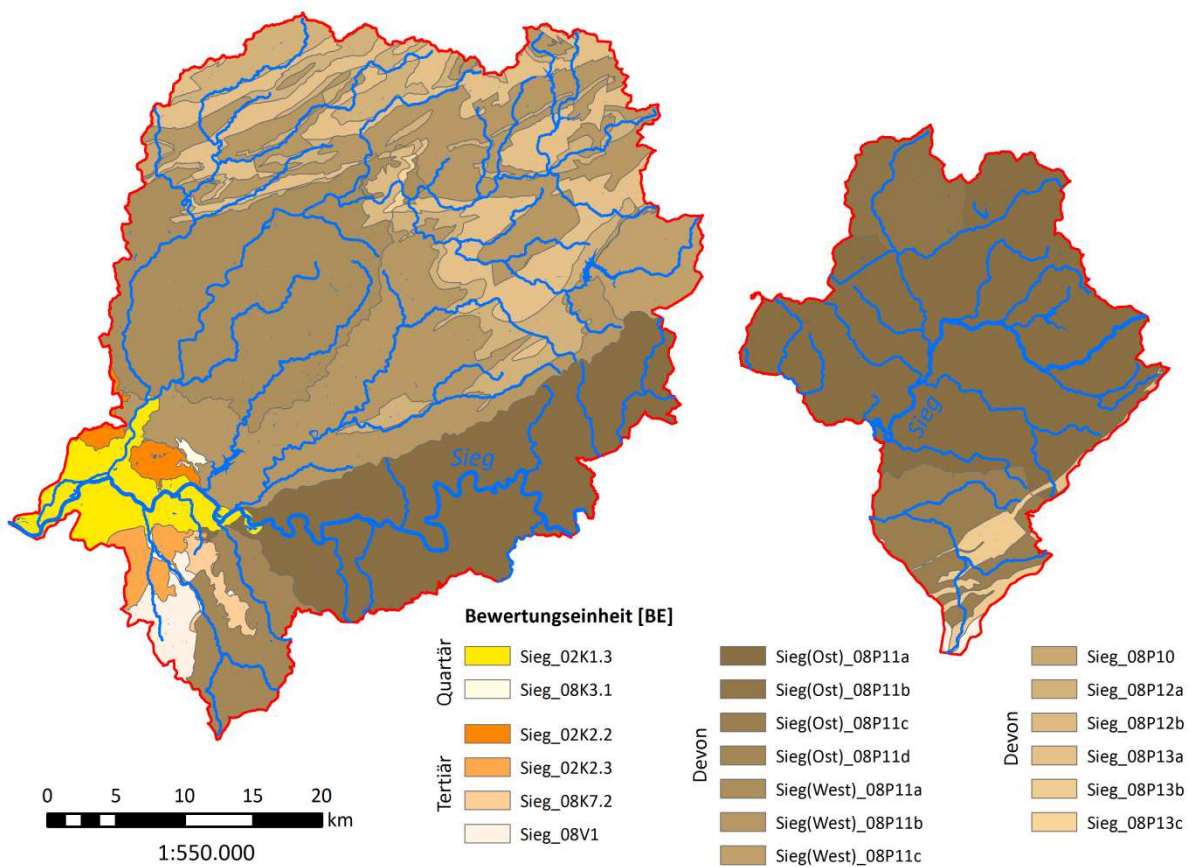 Sieg
Sieg
Bewertungseinheit [BE]
Quartär
Sieg_02K1.3
Sieg_08K3.1
Tertiär
Sieg_02K2.2
Sieg_02K2.3
Sieg_08K7.2
Sieg_08V1
Devon
Sieg(Ost)_08P11a
Sieg(Ost)_08P11b
Sieg(Ost)_08P11c
Sieg(Ost)_08P11d
Sieg(West)_08P11a
Sieg(West)_08P11b
Sieg(West)_08P11c
Devon
Sieg_08P10
Sieg_08P12a
Sieg_08P12b
Sieg_08P13a
Sieg_08P13b
Sieg_08P13c
0 5 10 15 20
km
1:550.000